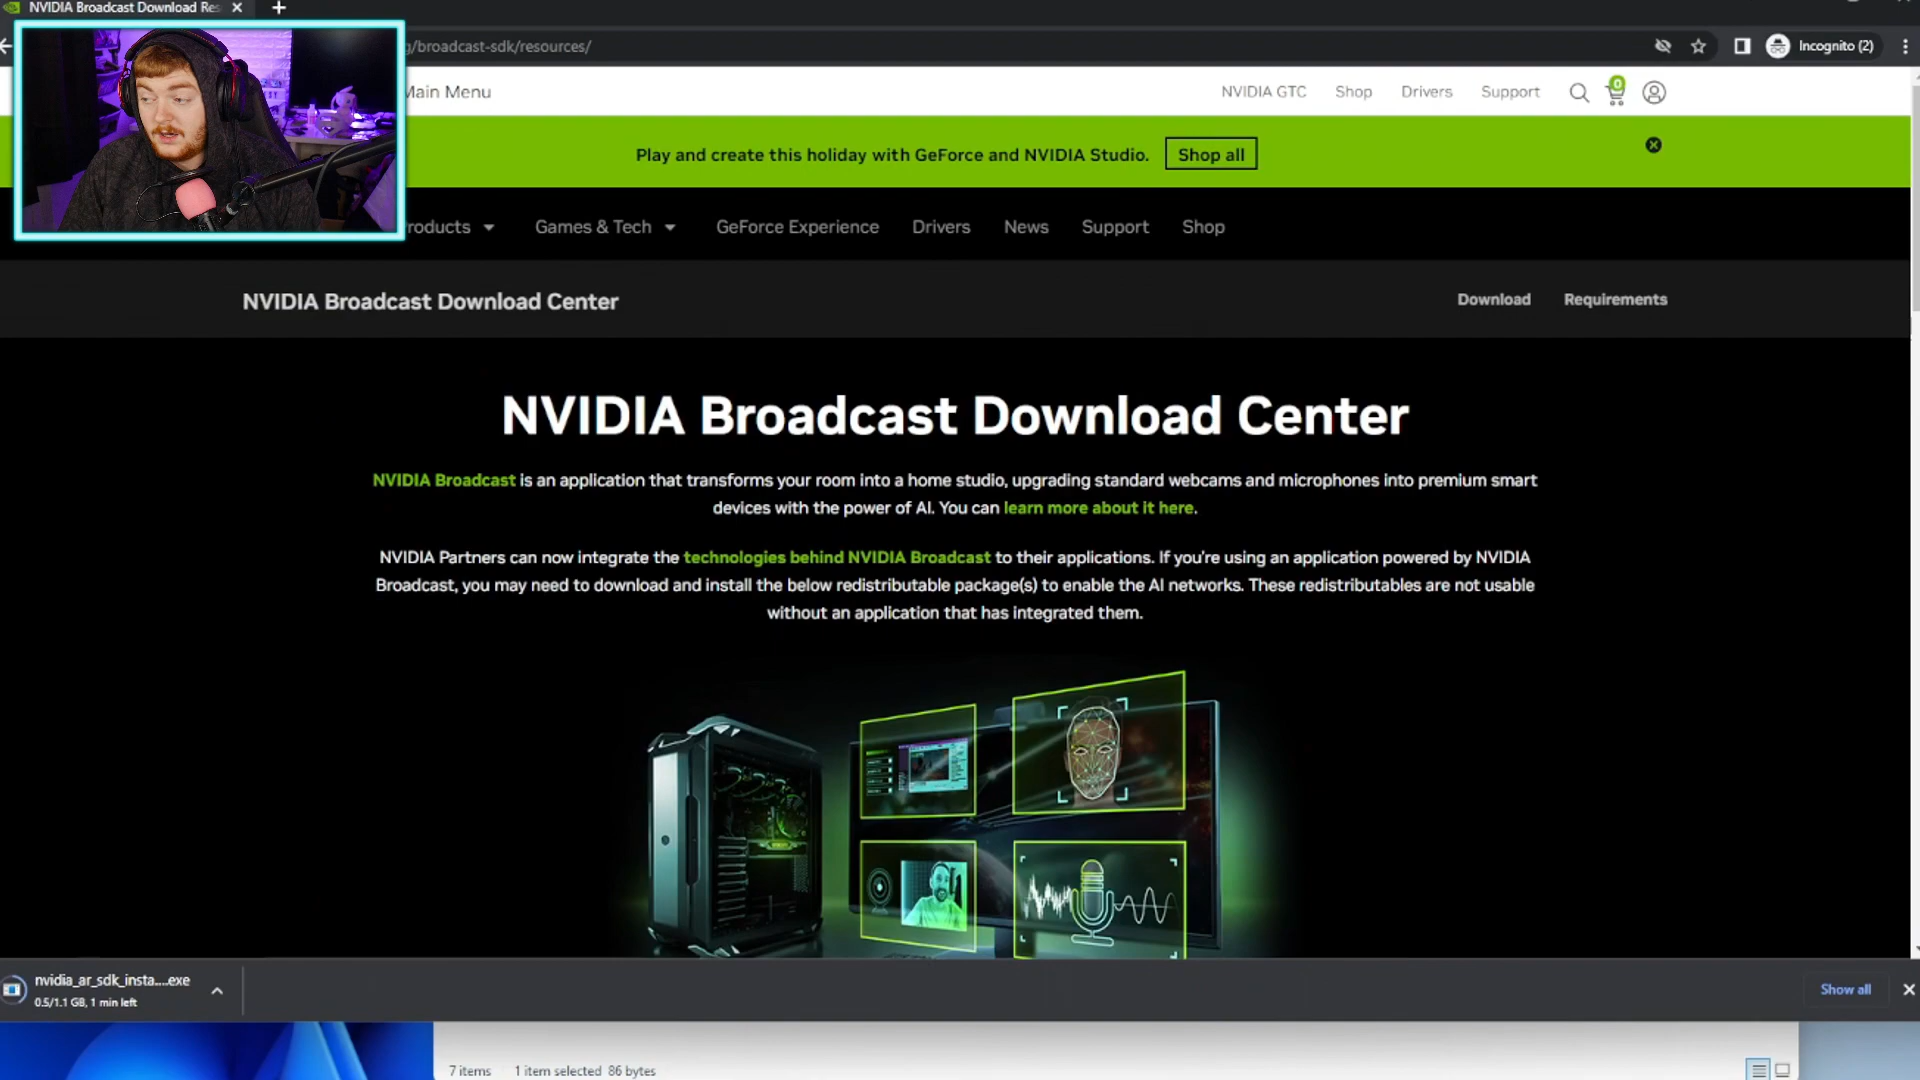 NVIDIA Broadcast Download Res
g/broadcast-sdk/resources/
Incognito (2)
Main Menu
NVIDIA GTC
Shop
Drivers
Support
0
Play and create this holiday with GeForce and NVIDIA Studio.
Shop all
roducts
Games & Tech
GeForce Experience
Drivers
News
Support
Shop
NVIDIA Broadcast Download Center
Download
Requirements
NVIDIA Broadcast Download Center
NVIDIA Broadcast is an application that transforms your room into a home studio, upgrading standard webcams and microphones into premium smart
devices with the power of AI. You can learn more about it here.
NVIDIA Partners can now integrate the technologies behind NVIDIA Broadcast to their applications. If you're using an application powered by NVIDIA
Broadcast, you may need to download and install the below redistributable package(s) to enable the AI networks. These redistributables are not usable
without an application that has integrated them.
nvidia_ar_sdk_insta....exe
0.5/1.1 GB, 1 min left
Show all
7 items
1 item selected 86 bytes